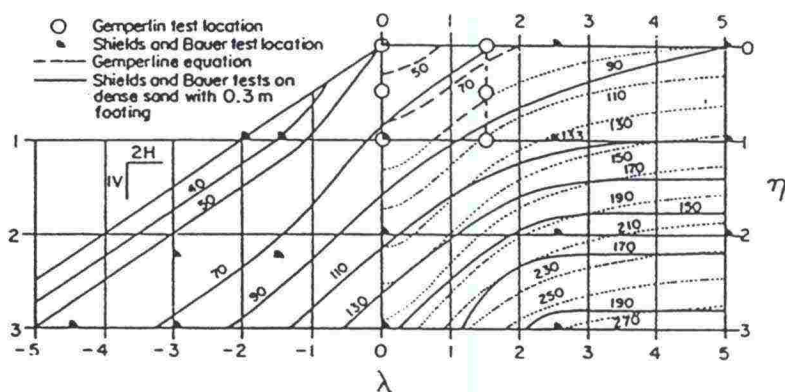 0 1 2 3 4 5
Gemperlin test location
Shields and Bauer test location
Gemperline equation
Shields and Bauer tests on
dense sand with 0.3 m
footing
0
50
70
90
110
1
133
130
1
2H
1V
150
170
η
40
50
190
150
2
210
2
70
90
110
130
170
230
250
190
270
3
3
-5 -4 -3 -2 -1 0 1 2 3 4 5
λ